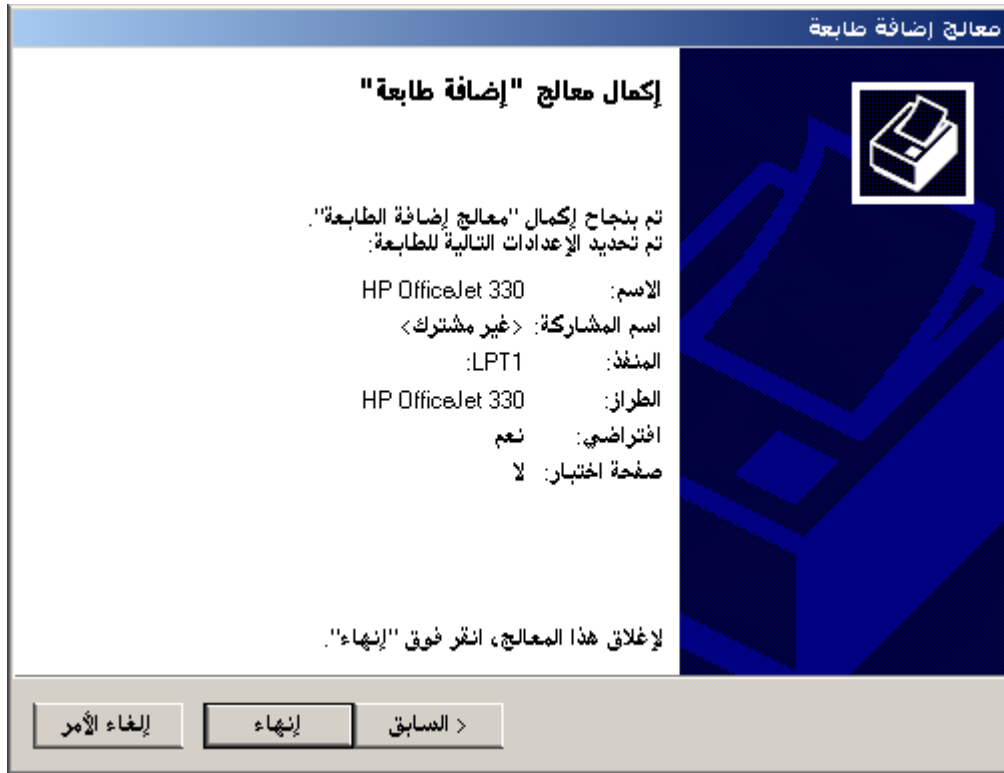 معالج إضافة طابعة
إكمال معالج "إضافة طابعة"
تم بنجاح إكمال "معالج إضافة الطابعة".
تم تحديد الإعدادات التالية للطابعة:
الاسم: HP OfficeJet 330
اسم المشاركة: <غير مشترك>
المنفذ: LPT1:
الطراز: HP OfficeJet 330
افتراضي: نعم
صفحة اختبار: لا
لإغلاق هذا المعالج، انقر فوق "إنهاء".
< السابق
إنهاء
إلغاء الأمر